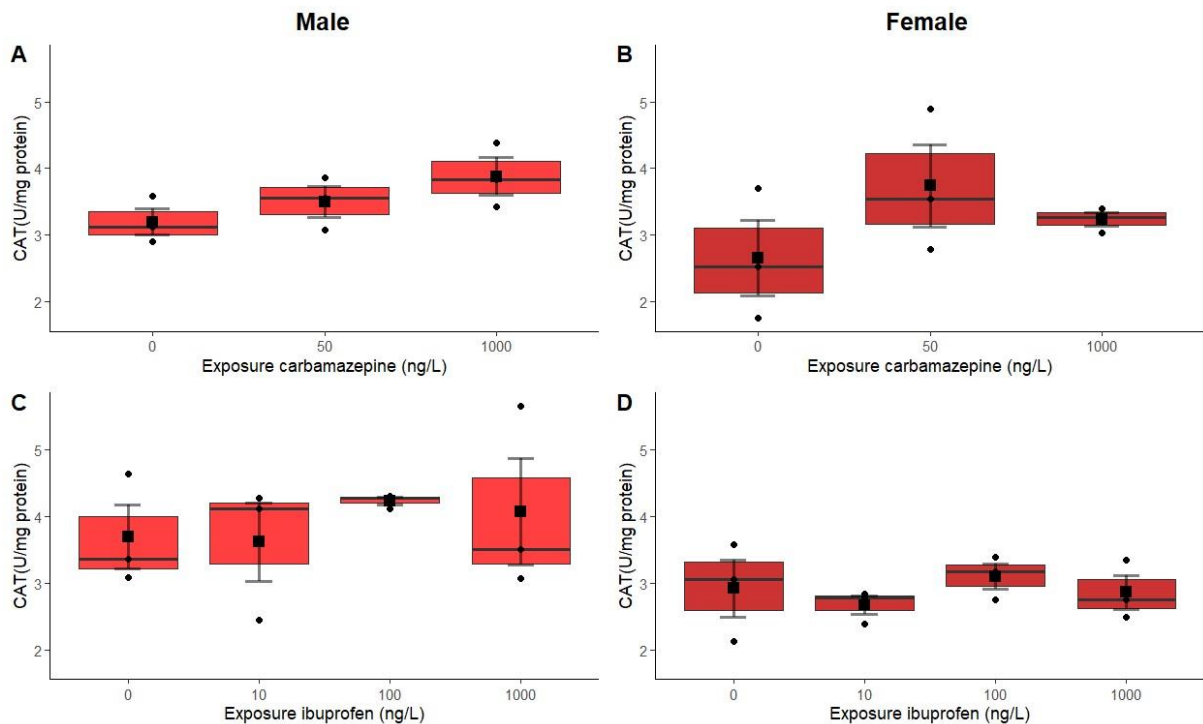 Male
Female
A
B
CAT(U/mg protein)
5
4
3
2
0
50
1000
Exposure carbamazepine (ng/L)
CAT(U/mg protein)
5
4
3
2
0
50
1000
Exposure carbamazepine (ng/L)
C
D
CAT(U/mg protein)
5
4
3
2
0
10
100
1000
Exposure ibuprofen (ng/L)
CAT(U/mg protein)
5
4
3
2
0
10
100
1000
Exposure ibuprofen (ng/L)